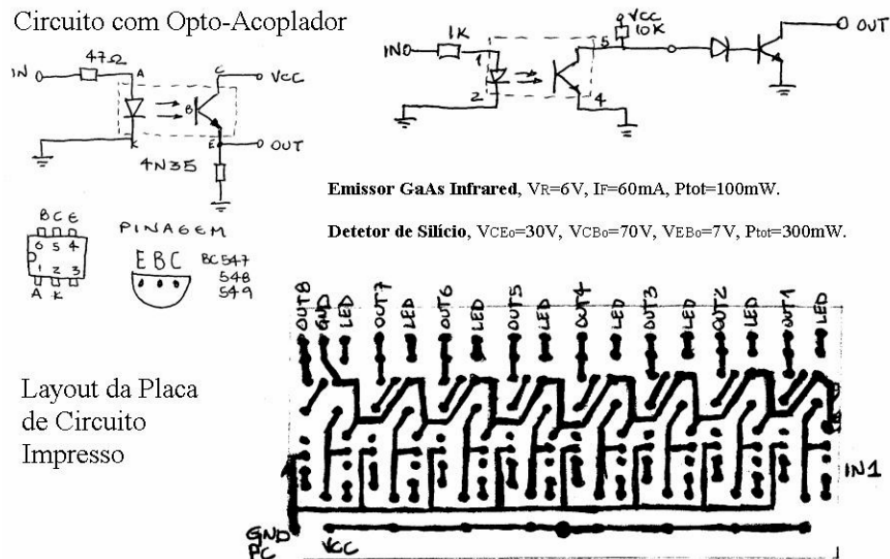 Circuito com Opto-Acoplador
IN
47Ω
A
K
B
C
E
VCC
OUT
4N35
INO
1K
1
2
5
4
VCC
10K
OUT
Emissor GaAs Infrared, VR=6V, IF=60mA, Ptot=100mW.
Detetor de Silício, VCEo=30V, VCBo=70V, VEBo=7V, Ptot=300mW.
B C E
6 5 4
1 2 3
A K
PINAGEM
E B C
BC547
548
549
Layout da Placa
de Circuito
Impresso
OUT8
GND
LED
OUT7
LED
OUT6
LED
OUT5
LED
OUT4
LED
OUT3
LED
OUT2
LED
OUT1
LED
IN1
GND
PC
VCC